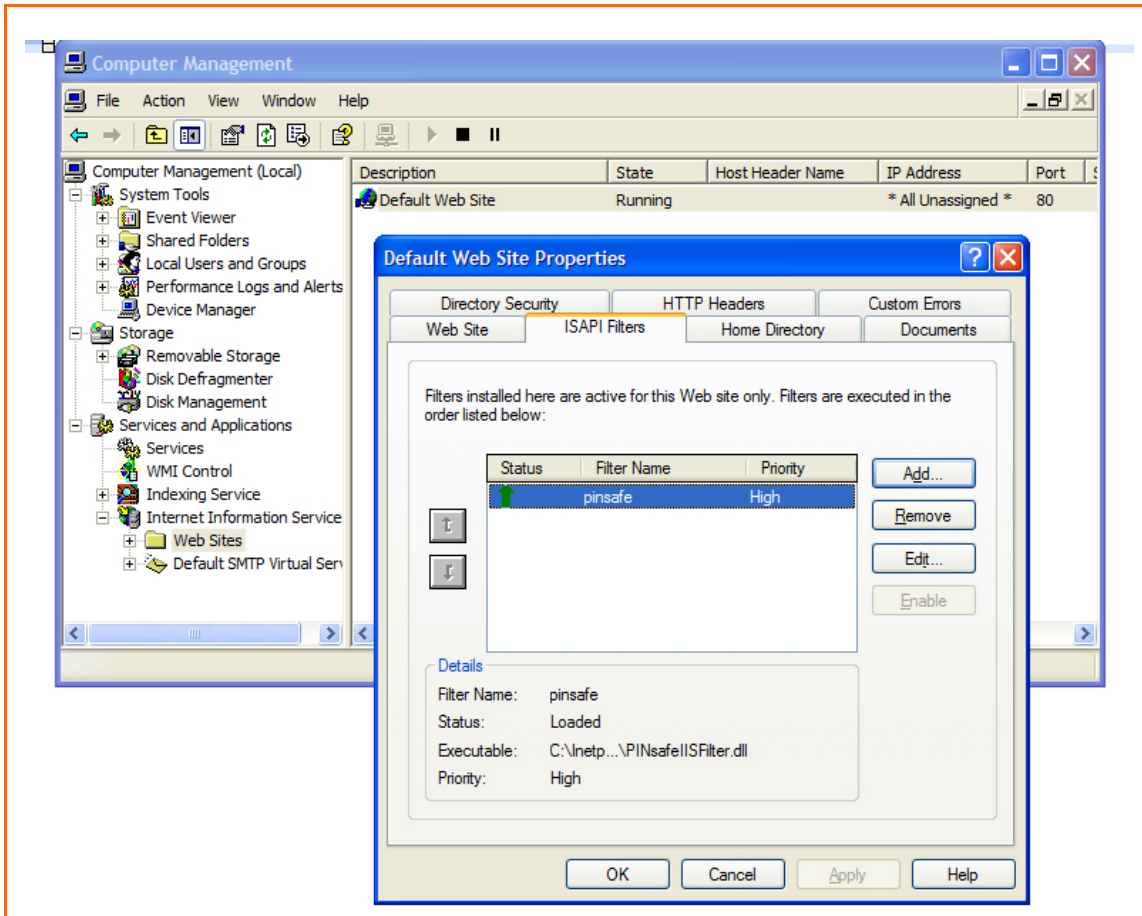 Computer Management
File Action View Window Help
Computer Management (Local)
System Tools
Event Viewer
Shared Folders
Local Users and Groups
Performance Logs and Alerts
Device Manager
Storage
Removable Storage
Disk Defragmenter
Disk Management
Services and Applications
Services
WMI Control
Indexing Service
Internet Information Service
Web Sites
Default SMTP Virtual Serv
Description State Host Header Name IP Address Port
Default Web Site Running * All Unassigned * 80
Default Web Site Properties
Directory Security HTTP Headers Custom Errors
Web Site ISAPI Filters Home Directory Documents
Filters installed here are active for this Web site only. Filters are executed in the
order listed below:
Status Filter Name Priority
pinsafe High
Add...
Remove
Edit...
Enable
Details
Filter Name: pinsafe
Status: Loaded
Executable: C:\Inetp...\PINsafeIISFilter.dll
Priority: High
OK Cancel Apply Help